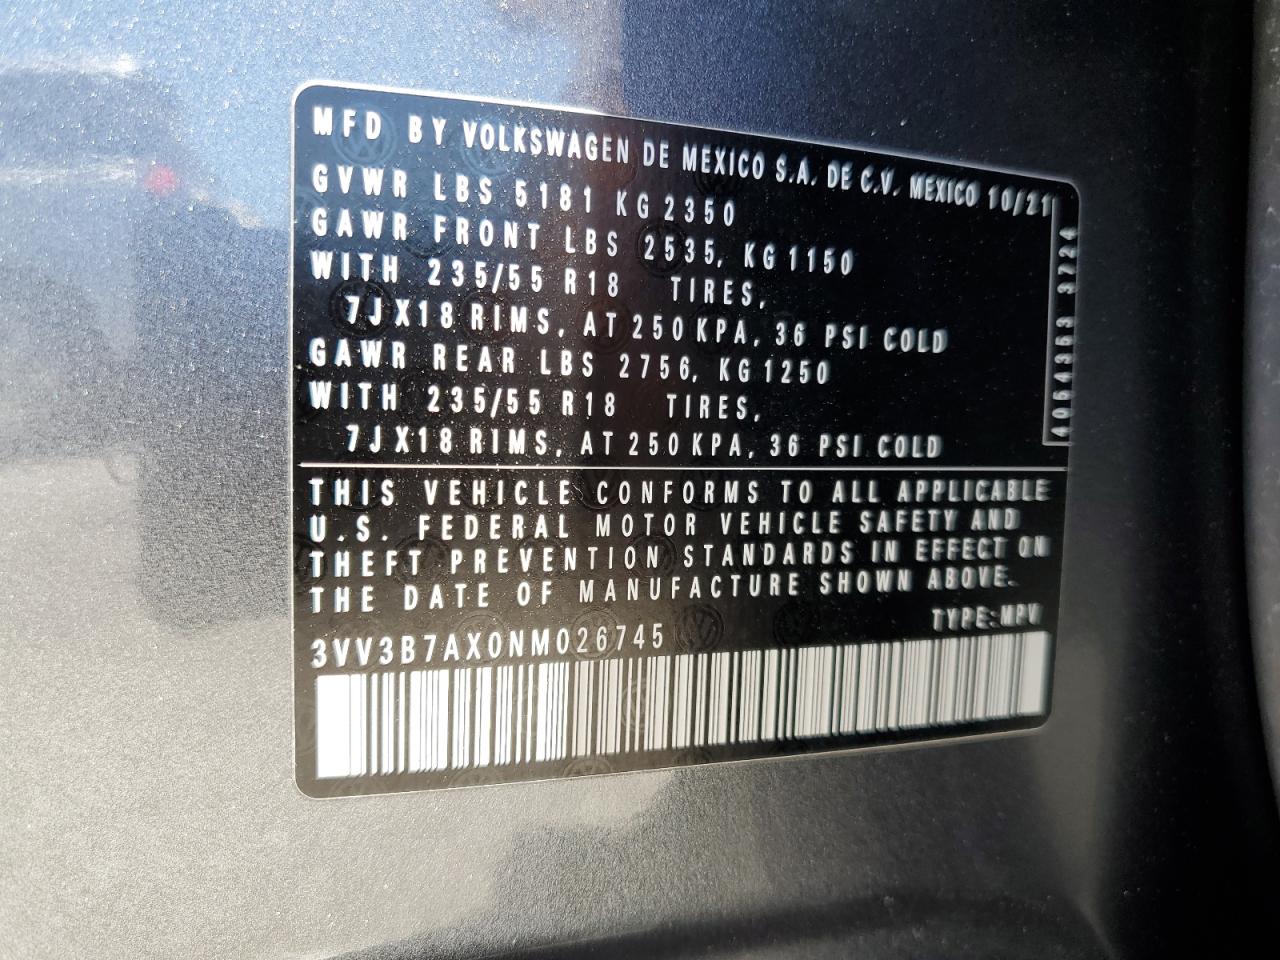 MFD BY VOLKSWAGEN DE MEXICO S.A. DE C.V. MEXICO 10/21
GVWR LBS 5181 KG 2350
GAWR FRONT LBS 2535, KG 1150
WITH 235/55 R18 TIRES,
7JX18 RIMS, AT 250 KPA, 36 PSI COLD
GAWR REAR LBS 2756, KG 1250
WITH 235/55 R18 TIRES,
7JX18 RIMS, AT 250 KPA, 36 PSI COLD
4064363 3724
THIS VEHICLE CONFORMS TO ALL APPLICABLE
U.S. FEDERAL MOTOR VEHICLE SAFETY AND
THEFT PREVENTION STANDARDS IN EFFECT ON
THE DATE OF MANUFACTURE SHOWN ABOVE.
TYPE: MPV
3VV3B7AX0NM026745